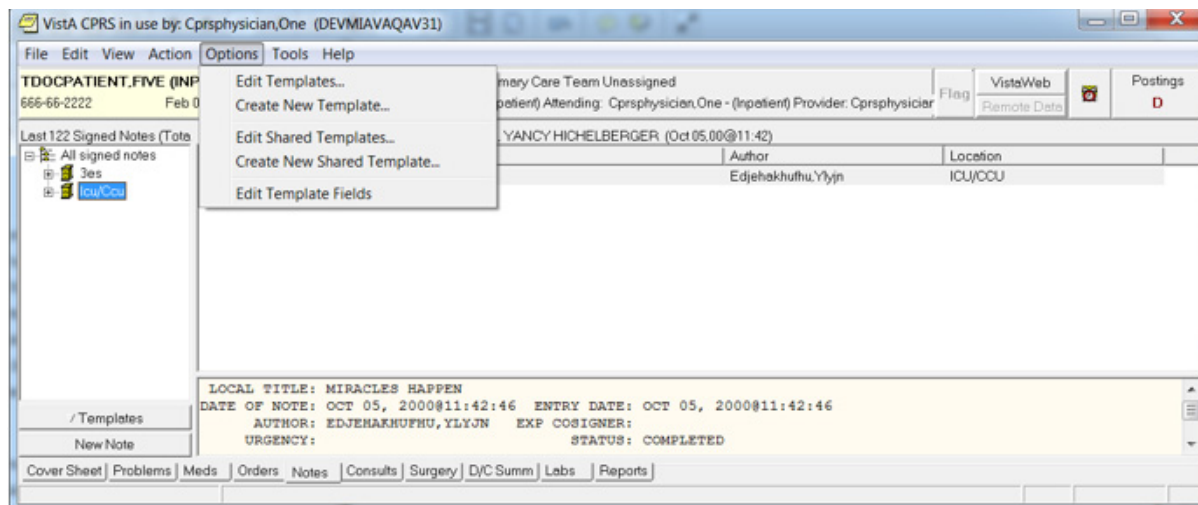 VistA CPRS in use by: Cprsphysician,One (DEVMIAVAQAV31)
File Edit View Action Options Tools Help
TDOCPATIENT,FIVE (INP
mary Care Team Unassigned
666-66-2222 Feb 0
patient) Attending: Cprsphysician,One - (Inpatient) Provider: Cprsphysician
Flag
VistaWeb
Remote Data
Postings
D
Edit Templates...
Create New Template...
Edit Shared Templates...
Create New Shared Template...
Edit Template Fields
Last 122 Signed Notes (Tota
, YANCY HICHELBERGER (Oct 05,00@11:42)
All signed notes
3es
Icu/Ccu
Author Location
Edjehakhufhu,Ylyjn ICU/CCU
/ Templates
New Note
LOCAL TITLE: MIRACLES HAPPEN
DATE OF NOTE: OCT 05, 2000@11:42:46 ENTRY DATE: OCT 05, 2000@11:42:46
AUTHOR: EDJEHAKHUFHU,YLYJN EXP COSIGNER:
URGENCY: STATUS: COMPLETED
Cover Sheet Problems Meds Orders Notes Consults Surgery D/C Summ Labs Reports